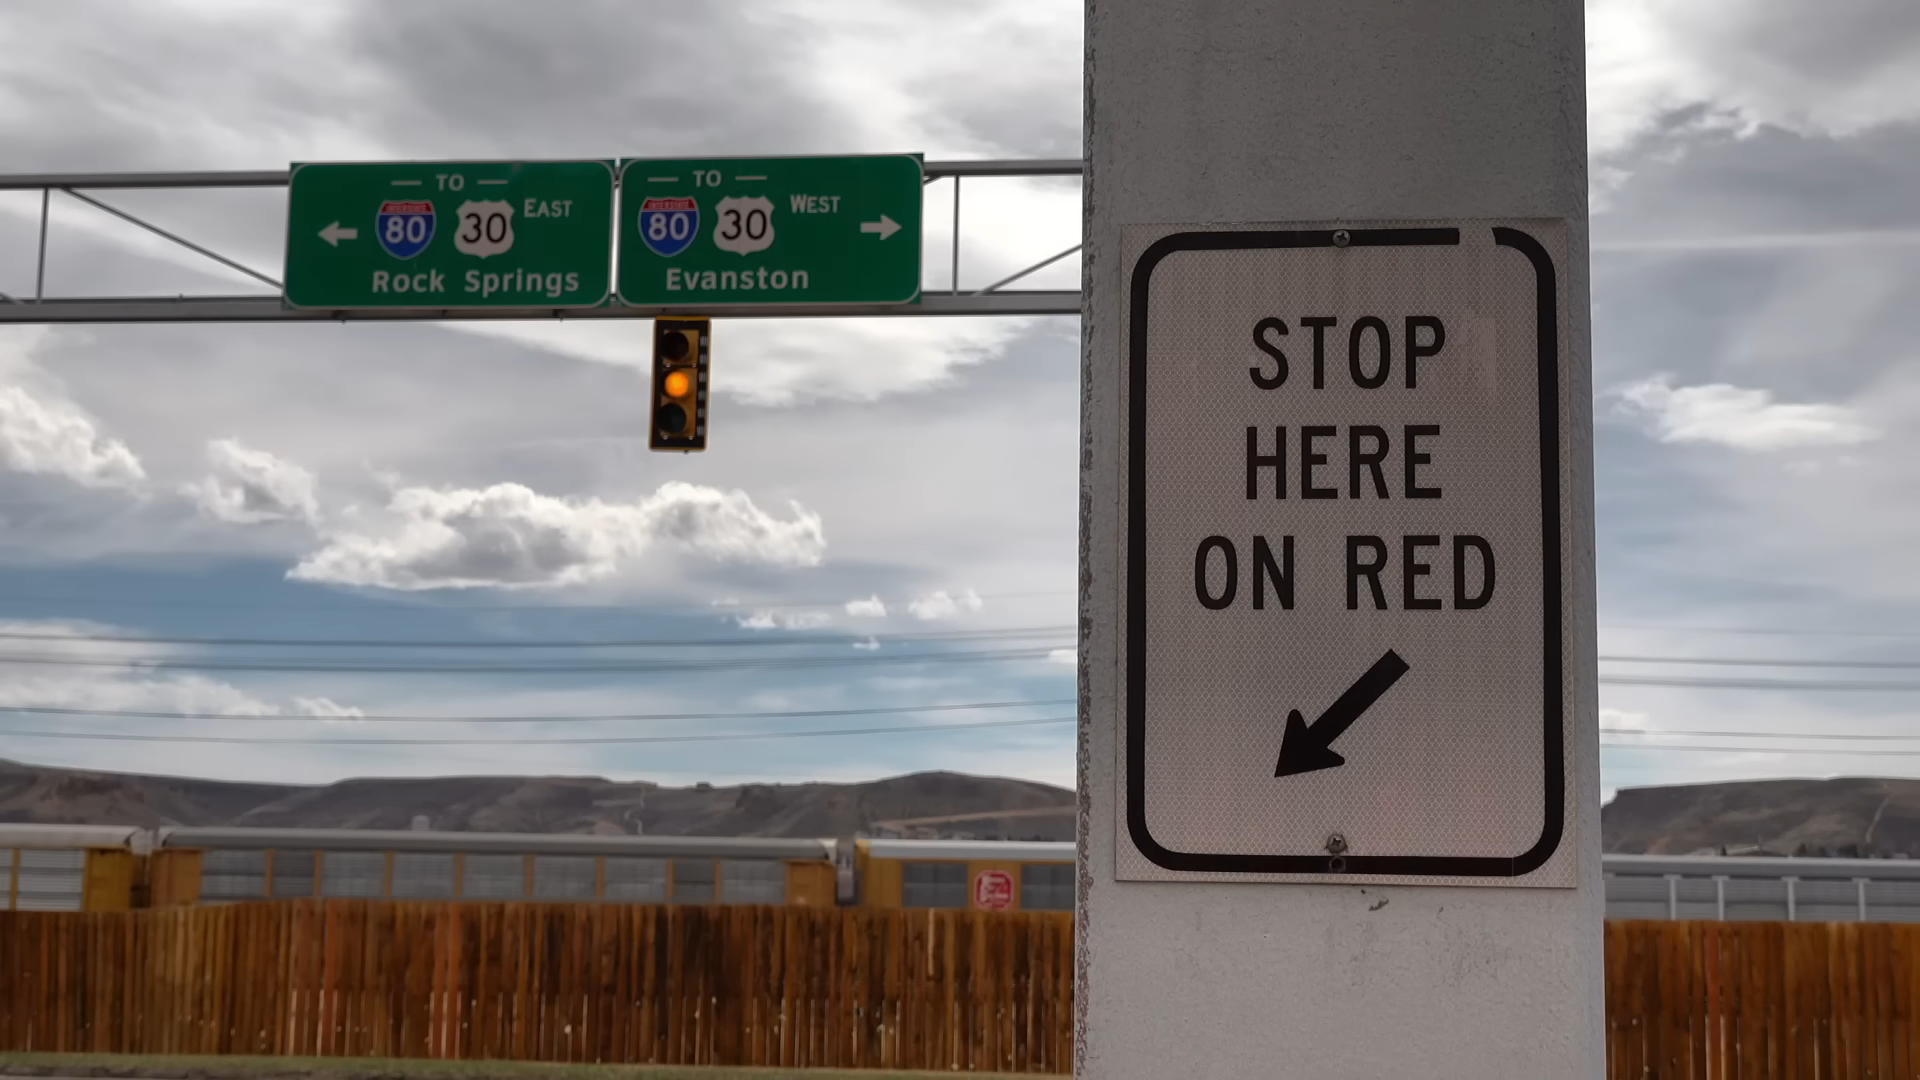 TO
INTERSTATE
80
30
EAST
Rock Springs
TO
INTERSTATE
80
30
WEST
Evanston
STOP
HERE
ON RED